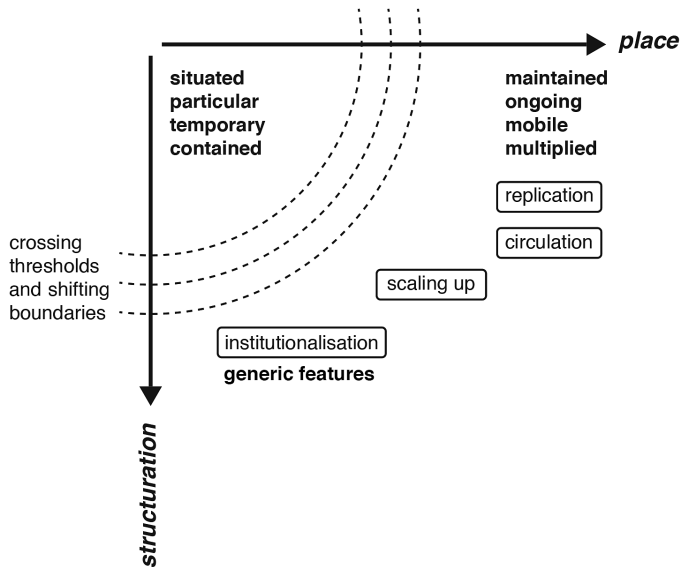 place
situated
particular
temporary
contained
maintained
ongoing
mobile
multiplied
replication
circulation
crossing
thresholds
and shifting
boundaries
scaling up
institutionalisation
generic features
structuration